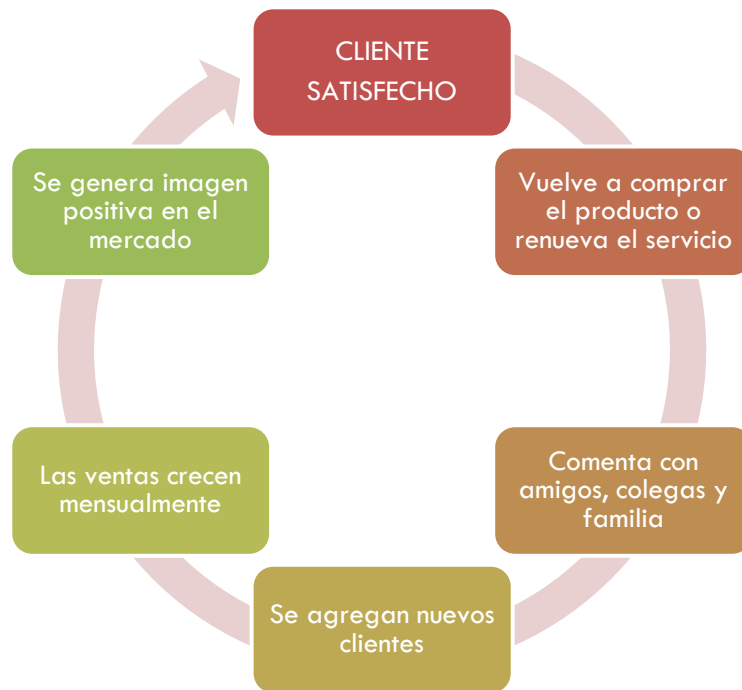 CLIENTE
SATISFECHO
Vuelve a comprar
el producto o
renueva el servicio
Comenta con
amigos, colegas y
familia
Se agregan nuevos
clientes
Las ventas crecen
mensualmente
Se genera imagen
positiva en el
mercado